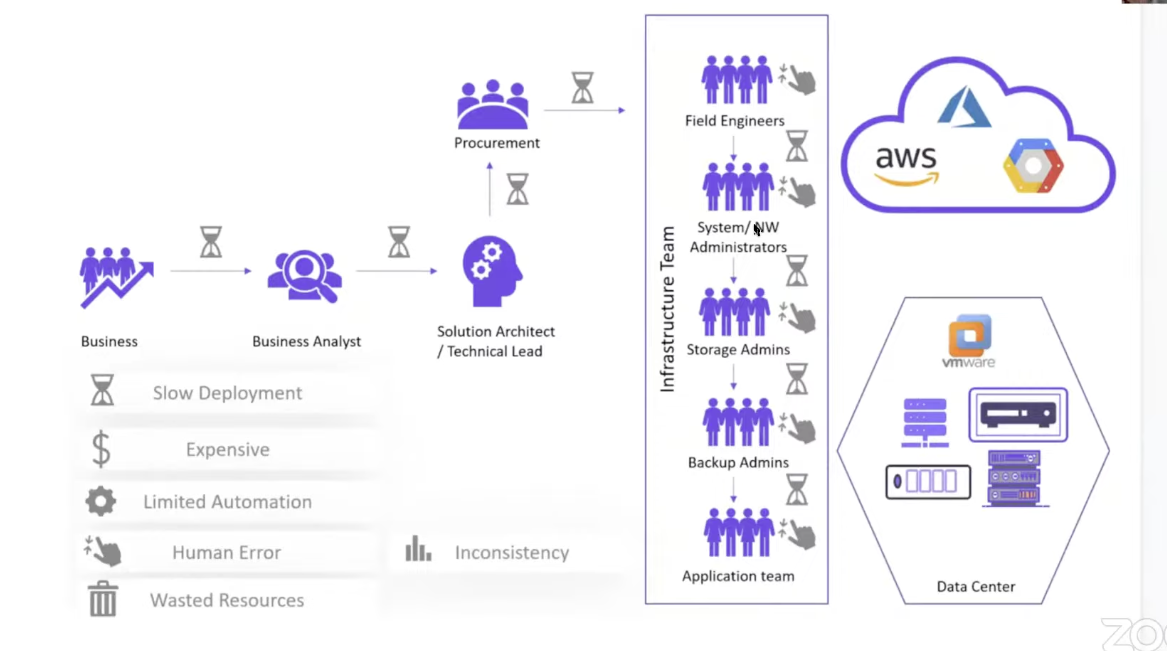 Procurement
Business
Business Analyst
Solution Architect
/ Technical Lead
Slow Deployment
$
Expensive
Limited Automation
Human Error
Wasted Resources
Inconsistency
Infrastructure Team
Field Engineers
System/ NW
Administrators
Storage Admins
Backup Admins
Application team
aws
vmware
Data Center